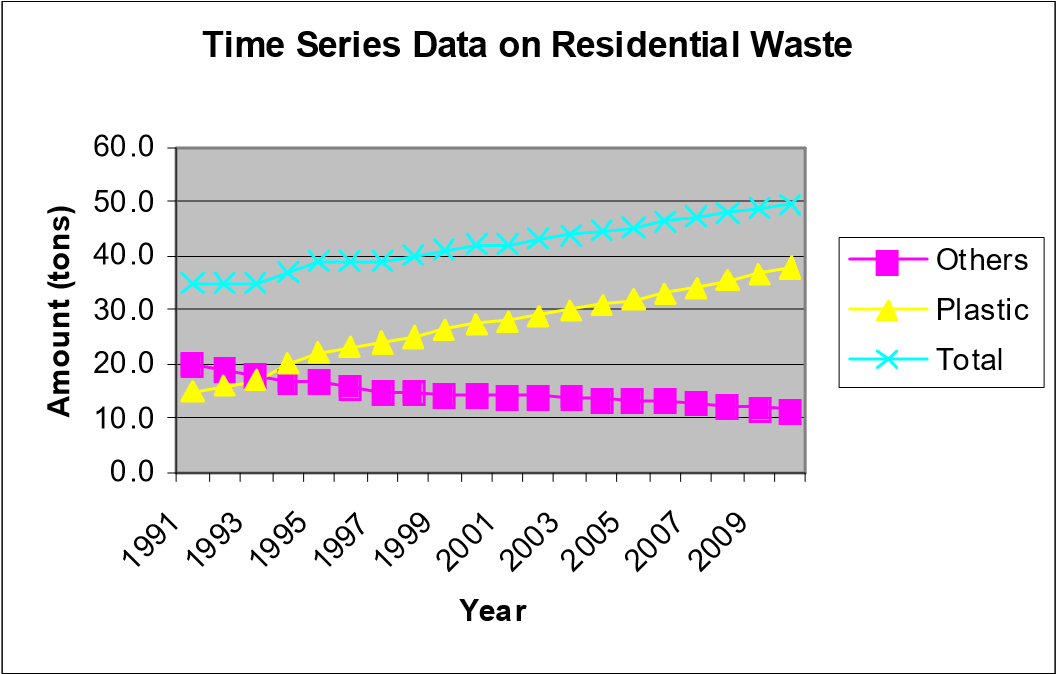 Time Series Data on Residential Waste
60.0
50.0
40.0
30.0
20.0
10.0
0.0
Amount (tons)
1991
1993
1995
1997
1999
2001
2003
2005
2007
2009
Year
Others
Plastic
Total